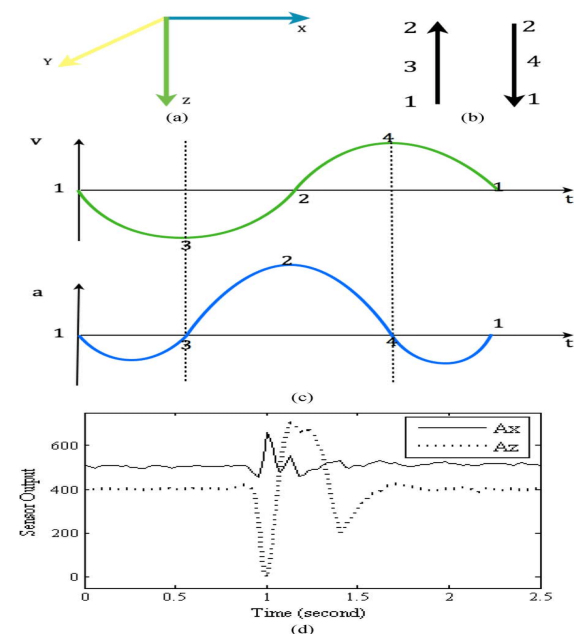 X
Y
Z
(a)
2 2
3 4
1 1
(b)
v
4
1
2
1
t
3
a
2
1
1
3
4
t
(c)
Sensor Output
600
400
200
0
Ax
Az
0 0.5 1 1.5 2 2.5
Time (second)
(d)